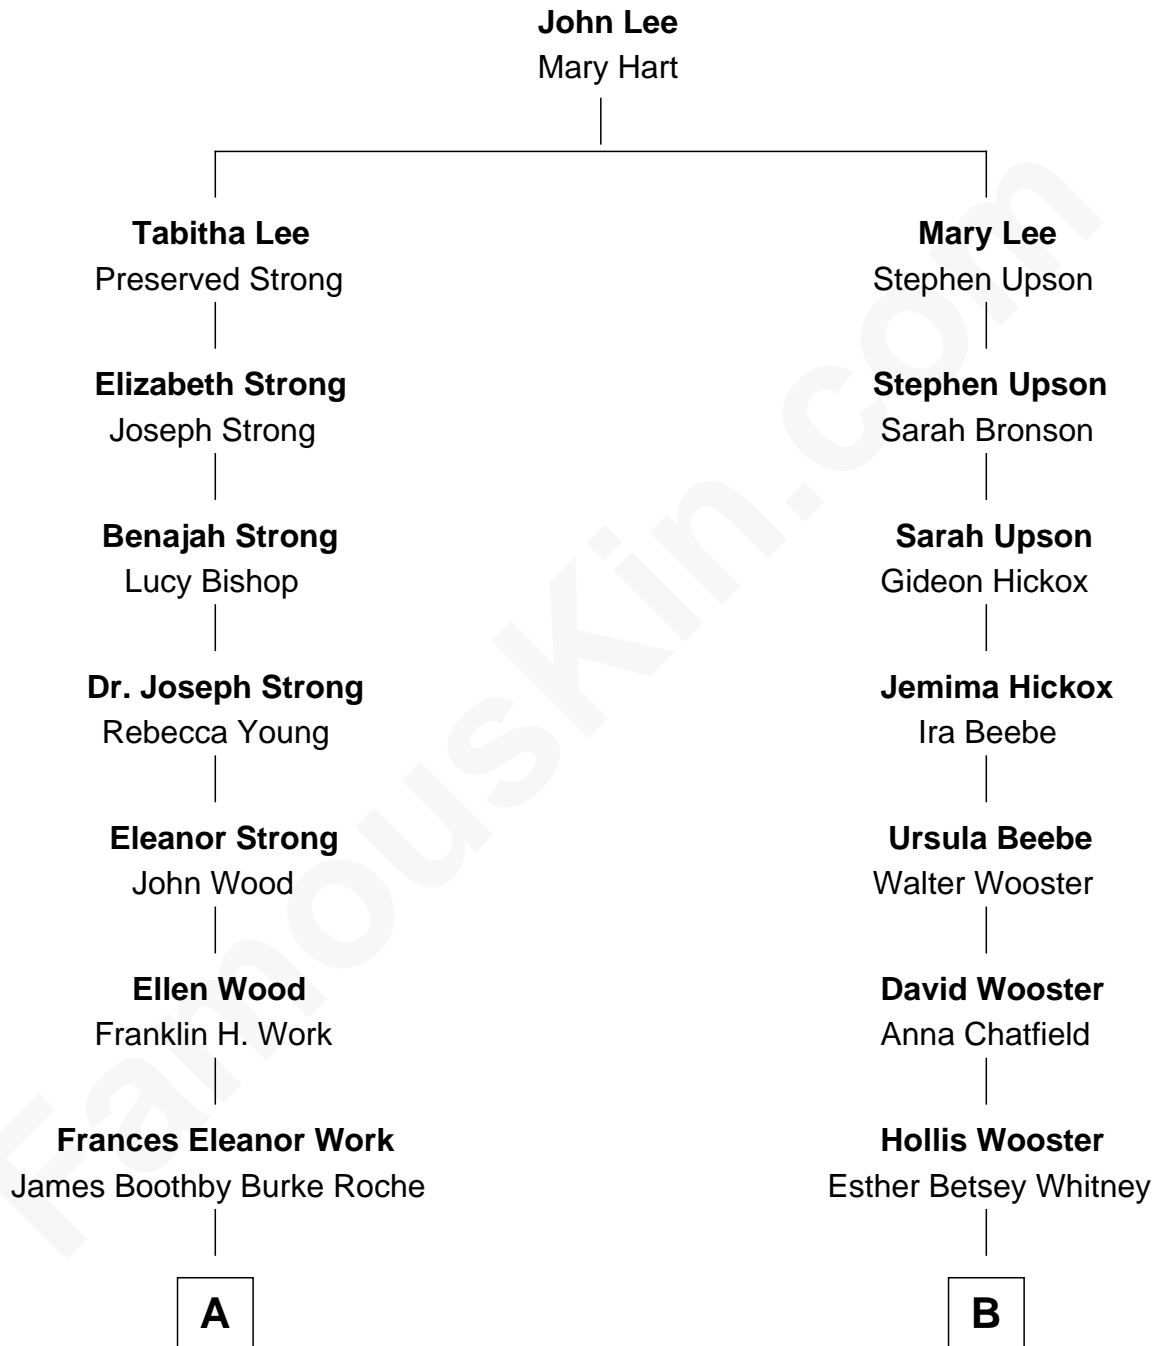 John Lee
Mary Hart
Tabitha Lee
Preserved Strong
Mary Lee
Stephen Upson
Elizabeth Strong
Joseph Strong
Stephen Upson
Sarah Bronson
Benajah Strong
Lucy Bishop
Sarah Upson
Gideon Hickox
Dr. Joseph Strong
Rebecca Young
Jemima Hickox
Ira Beebe
Eleanor Strong
John Wood
Ursula Beebe
Walter Wooster
Ellen Wood
Franklin H. Work
David Wooster
Anna Chatfield
Frances Eleanor Work
James Boothby Burke Roche
Hollis Wooster
Esther Betsey Whitney
A
B
FamousKin.com